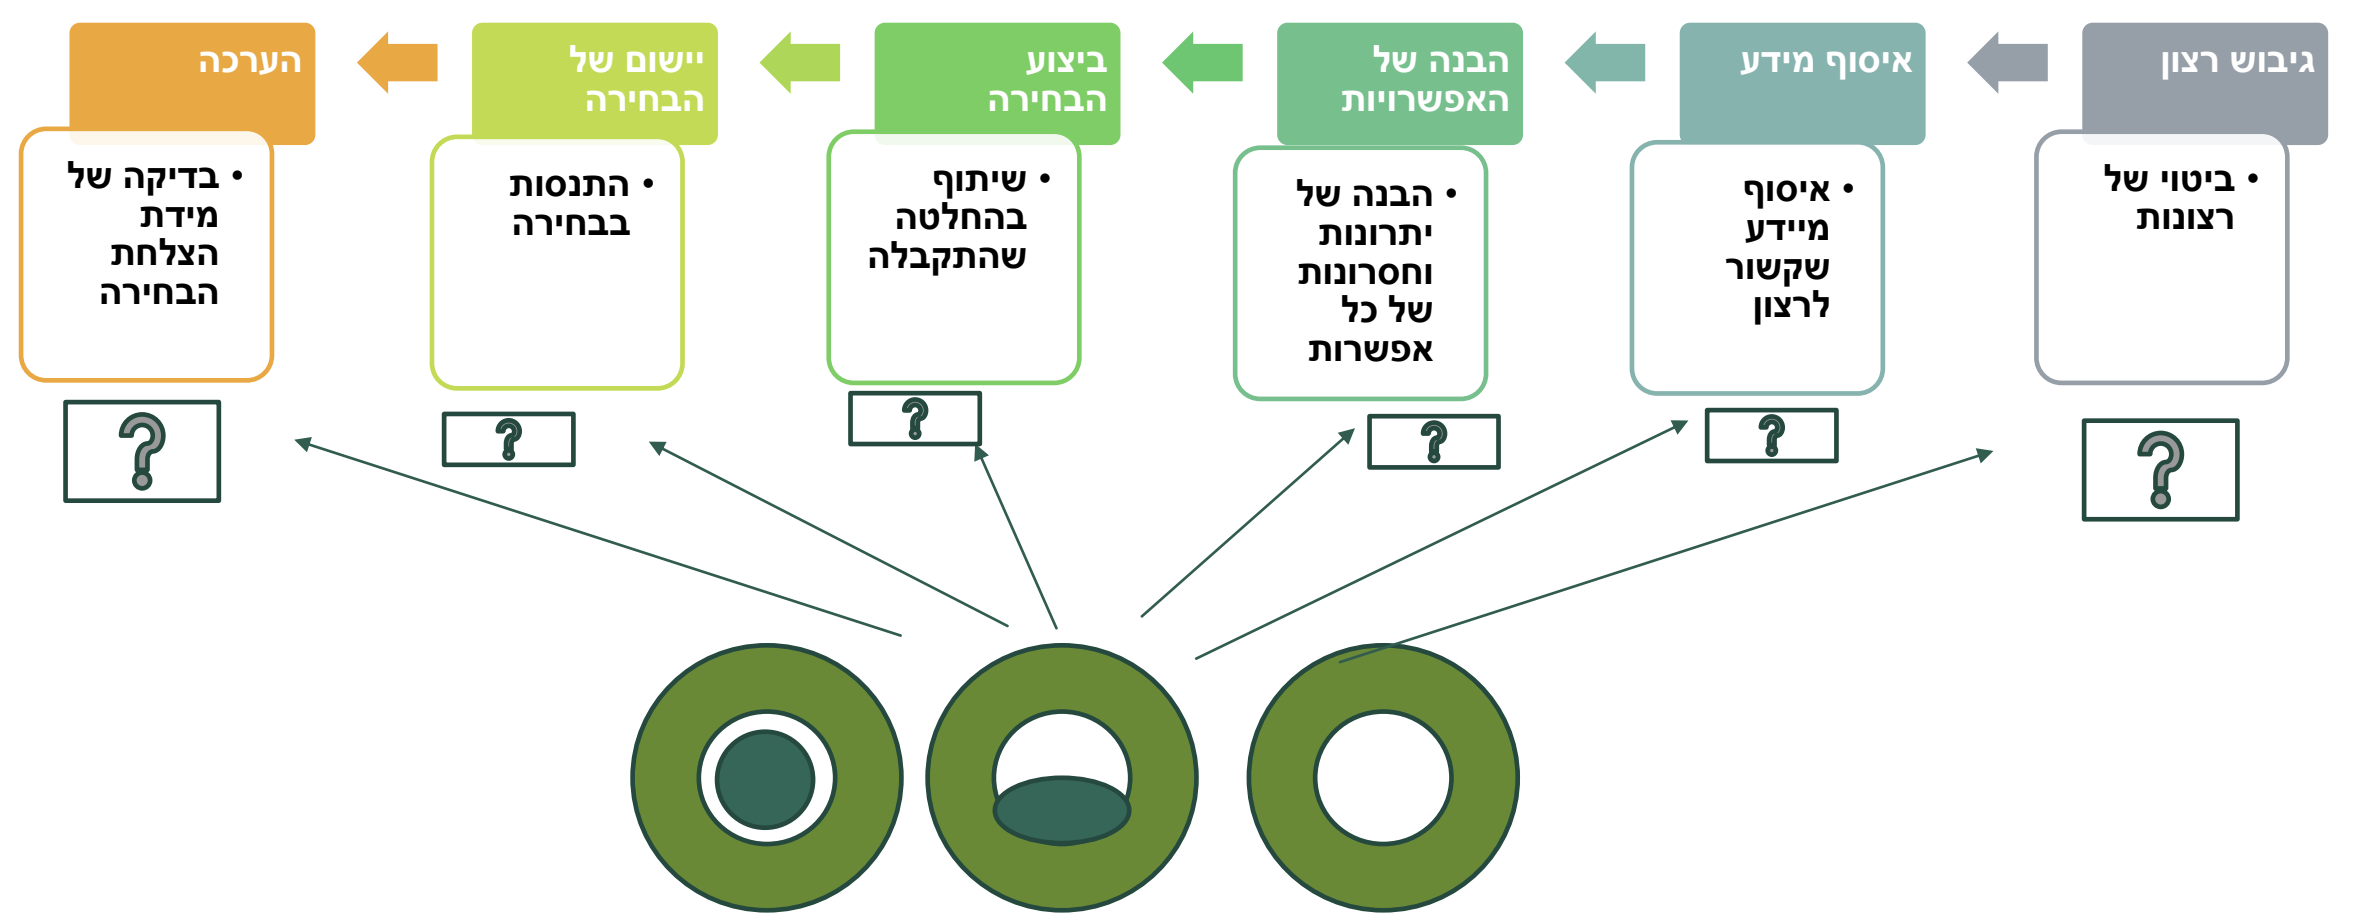 גיבוש רצון
• ביטוי של
רצונות
?
איסוף מידע
• איסוף
מיידע
שקשור
לרצון
?
הבנה של
האפשרויות
• הבנה של
יתרונות
וחסרונות
של כל
אפשרות
?
ביצוע
הבחירה
• שיתוף
בהחלטה
שהתקבלה
?
יישום של
הבחירה
• התנסות
בבחירה
?
הערכה
• בדיקה של
מידת
הצלחת
הבחירה
?